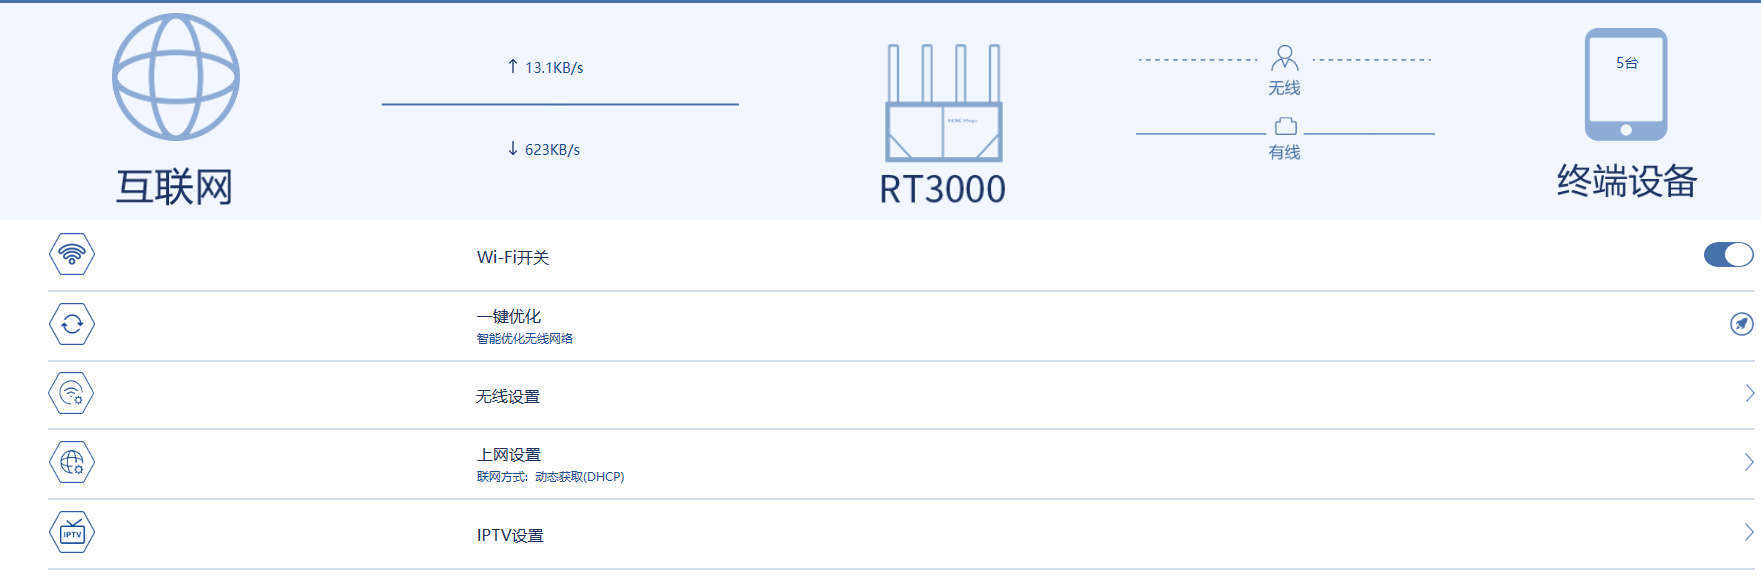 ↑ 13.1KB/s
↓ 623KB/s
互联网
H3C Magic
RT3000
无线
有线
5台
终端设备
Wi-Fi开关
一键优化
智能优化无线网络
无线设置
上网设置
联网方式: 动态获取(DHCP)
IPTV
IPTV设置